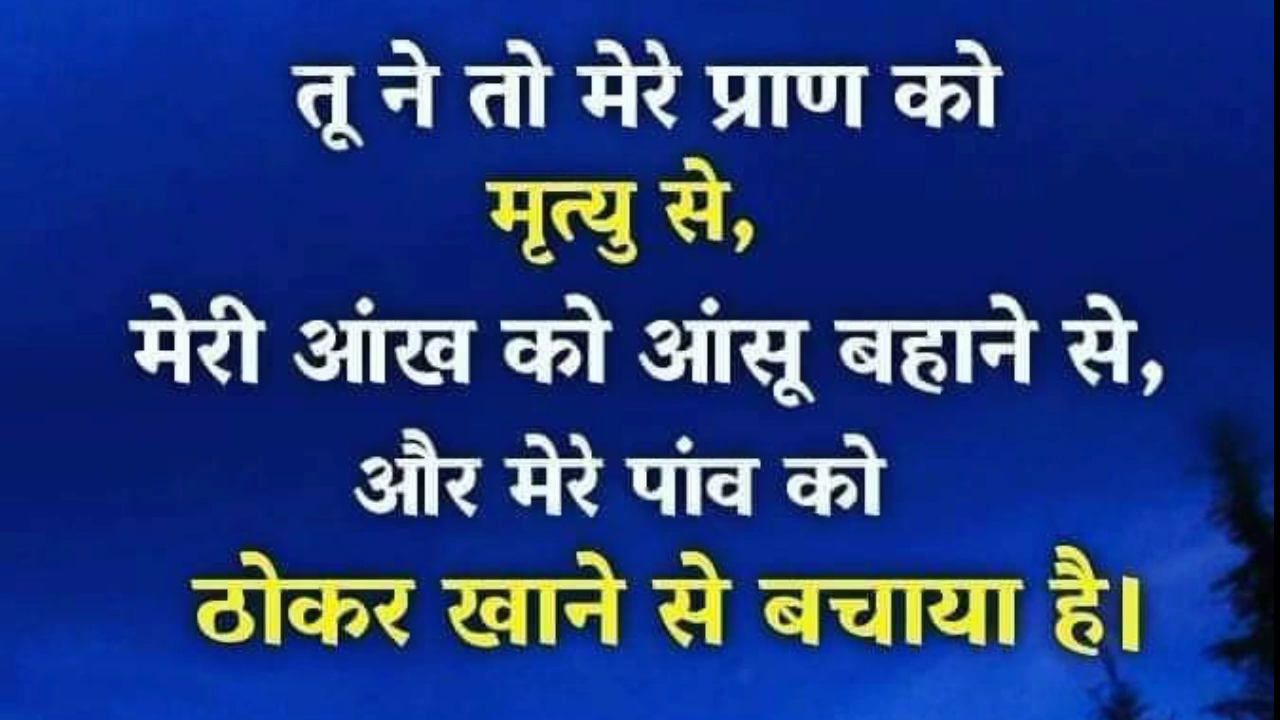 तू ने तो मेरे प्राण को
मृत्यु से,
मेरी आंख को आंसू बहाने से,
और मेरे पांव को
ठोकर खाने से बचाया है।